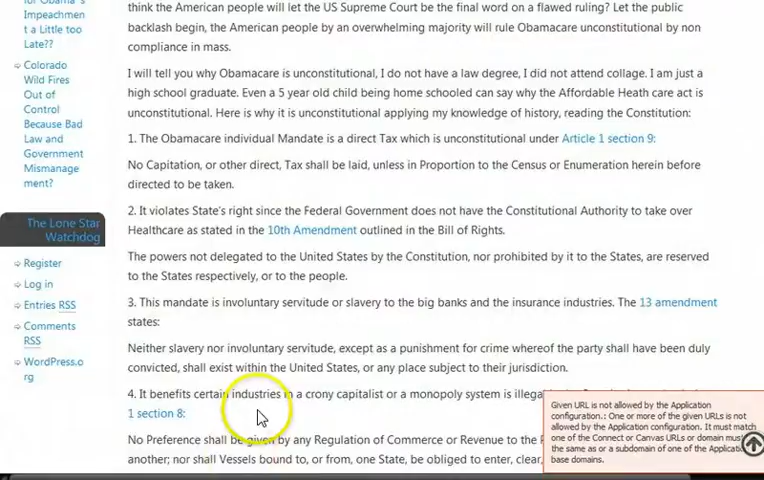 for Obama's
Impeachmen
t a Little too
Late??
Colorado
Wild Fires
Out of
Control
Because Bad
Law and
Government
Mismanage
ment?
The Lone Star
Watchdog
Register
Log in
Entries RSS
Comments
RSS
WordPress.o
rg
think the American people will let the US Supreme Court be the final word on a flawed ruling? Let the public
backlash begin, the American people by an overwhelming majority will rule Obamacare unconstitutional by non
compliance in mass.
I will tell you why Obamacare is unconstitutional, I do not have a law degree, I did not attend collage. I am just a
high school graduate. Even a 5 year old child being home schooled can say why the Affordable Heath care act is
unconstitutional. Here is why it is unconstitutional applying my knowledge of history, reading the Constitution:
1. The Obamacare individual Mandate is a direct Tax which is unconstitutional under Article 1 section 9:
No Capitation, or other direct, Tax shall be laid, unless in Proportion to the Census or Enumeration herein before
directed to be taken.
2. It violates State's right since the Federal Government does not have the Constitutional Authority to take over
Healthcare as stated in the 10th Amendment outlined in the Bill of Rights.
The powers not delegated to the United States by the Constitution, nor prohibited by it to the States, are reserved
to the States respectively, or to the people.
3. This mandate is involuntary servitude or slavery to the big banks and the insurance industries. The 13 amendment
states:
Neither slavery nor involuntary servitude, except as a punishment for crime whereof the party shall have been duly
convicted, shall exist within the United States, or any place subject to their jurisdiction.
4. It benefits certain industries in a crony capitalist or a monopoly system is illega
1 section 8:
No Preference shall be given by any Regulation of Commerce or Revenue to the
another; nor shall Vessels bound to, or from, one State, be obliged to enter, clear,
Given URL is not allowed by the Application
configuration.: One or more of the given URLs is not
allowed by the Application configuration. It must match
one of the Connect or Canvas URLs or domain must
the same as or a subdomain of one of the Applicatio
base domains.